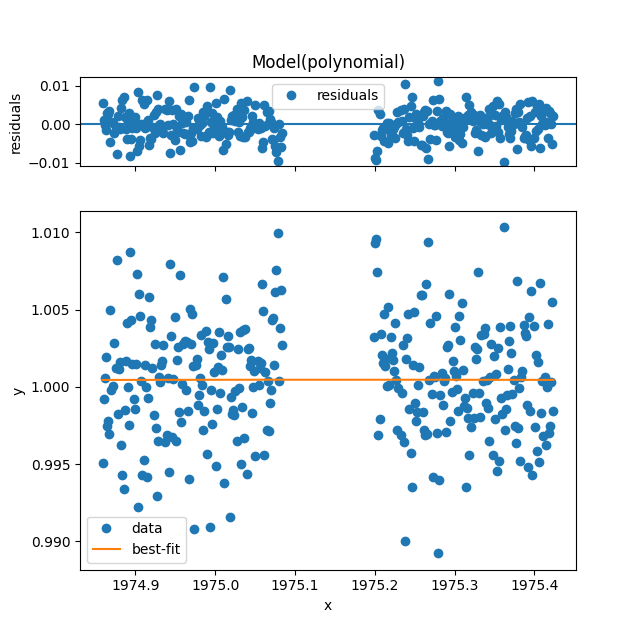 Model(polynomial)
residuals
0.01
0.00
−0.01
residuals
1.010
1.005
1.000
0.995
0.990
y
data
best-fit
1974.9
1975.0
1975.1
1975.2
1975.3
1975.4
x